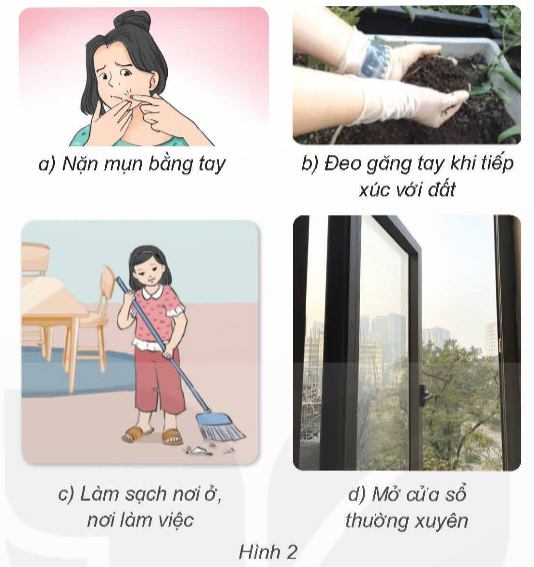 a) Nặn mụn bằng tay
b) Đeo găng tay khi tiếp
xúc với đất
c) Làm sạch nơi ở,
nơi làm việc
d) Mở cửa sổ
thường xuyên
Hình 2